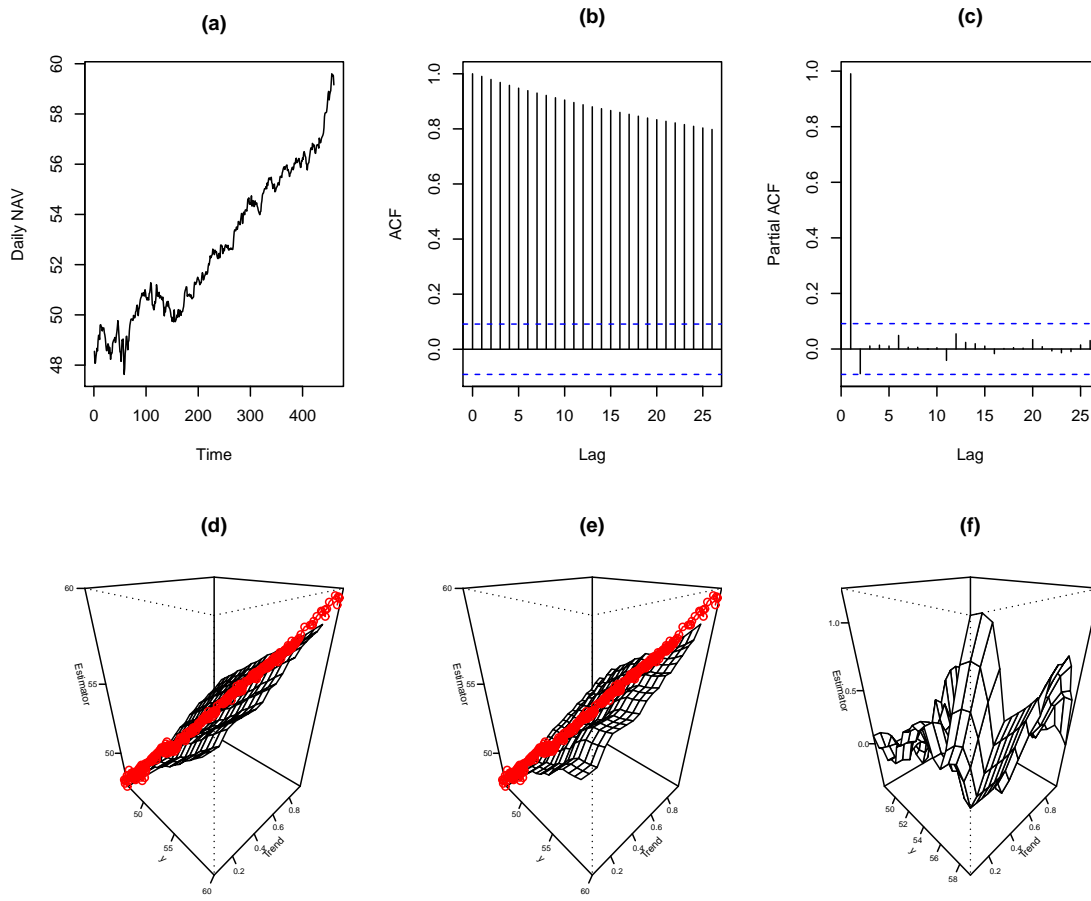 (a)
Daily NAV
60
58
56
54
52
50
48
0 100 200 300 400
Time
(b)
ACF
1.0
0.8
0.6
0.4
0.2
0.0
0 5 10 15 20 25
Lag
(c)
Partial ACF
1.0
0.8
0.6
0.4
0.2
0.0
0 5 10 15 20 25
Lag
(d)
60
55
50
Estimator
50
55
60
y
0.2
0.4
0.6
0.8
Trend
(e)
60
55
50
Estimator
50
55
60
y
0.2
0.4
0.6
0.8
Trend
(f)
1.0
0.5
0.0
Estimator
50
52
54
56
58
y
0.2
0.4
0.6
0.8
Trend